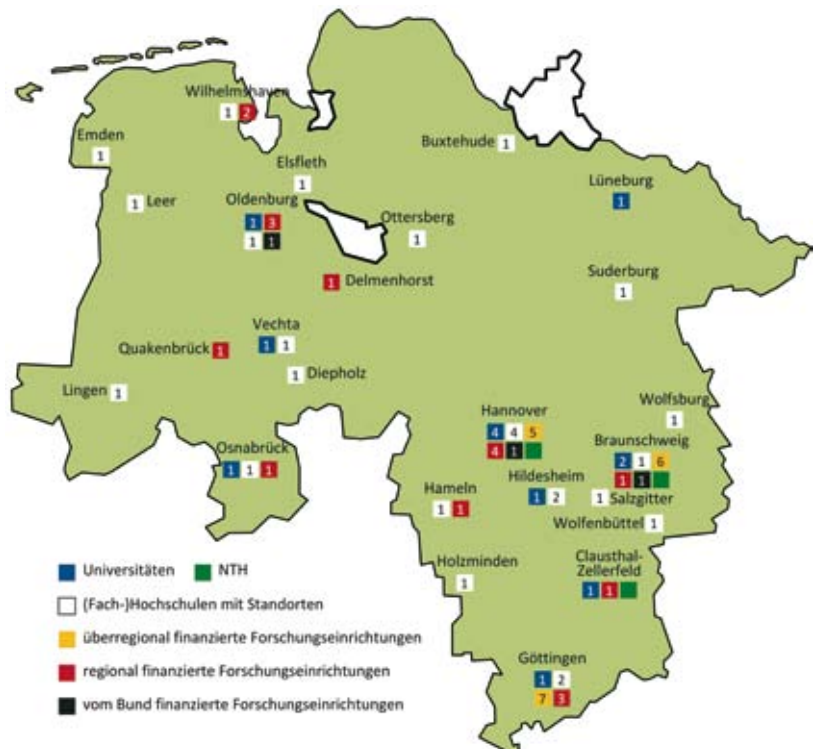 Wilhelmshaven
1 2
Emden
1
Buxtehude 1
Elsfleth
1
Lüneburg
1
1 Leer
Oldenburg
1 3
1 1
Ottersberg
1
1 Delmenhorst
Suderburg
1
Vechta
1 1
Quakenbrück 1
1 Diepholz
Lingen 1
Wolfsburg
1
Hannover
4 4 5
4 1
Braunschweig
2 1 6
1 1
Osnabrück
1 1 1
Hildesheim
1 2
1 Salzgitter
Hameln
1 1
Wolfenbüttel 1
Holzminden
1
Clausthal-
Zellerfeld
1 1
Göttingen
1 2
7 3
Universitäten NTH
(Fach-)Hochschulen mit Standorten
überregional finanzierte Forschungseinrichtungen
regional finanzierte Forschungseinrichtungen
vom Bund finanzierte Forschungseinrichtungen